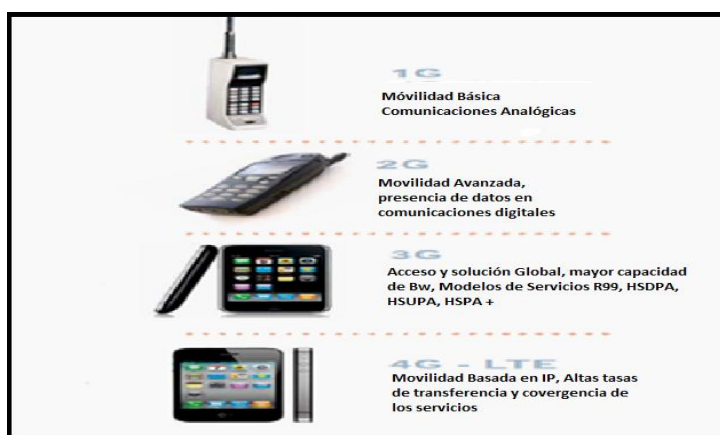 1G
Móvilidad Básica
Comunicaciones Analógicas
2G
Movilidad Avanzada,
presencia de datos en
comunicaciones digitales
3G
Acceso y solución Global, mayor capacidad
de Bw, Modelos de Servicios R99, HSDPA,
HSUPA, HSPA +
4G - LTE
Movilidad Basada en IP, Altas tasas
de transferencia y covergencia de
los servicios